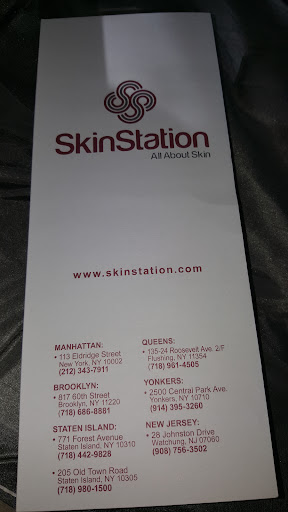 SkinStation
All About Skin
www.skinstation.com
MANHATTAN:
• 113 Eldridge Street
New York, NY 10002
(212) 343-7911
BROOKLYN:
• 817 60th Street
Brooklyn, NY 11220
(718) 686-8881
STATEN ISLAND:
• 771 Forest Avenue
Staten Island, NY 10310
(718) 442-9828
• 205 Old Town Road
Staten Island, NY 10305
(718) 980-1500
QUEENS:
• 135-24 Roosevelt Ave. 2/F
Flushing, NY 11354
(718) 961-4505
YONKERS:
• 2500 Central Park Ave.
Yonkers, NY 10710
(914) 395-3260
NEW JERSEY:
• 28 Johnston Drive
Watchung, NJ 07060
(908) 756-3502